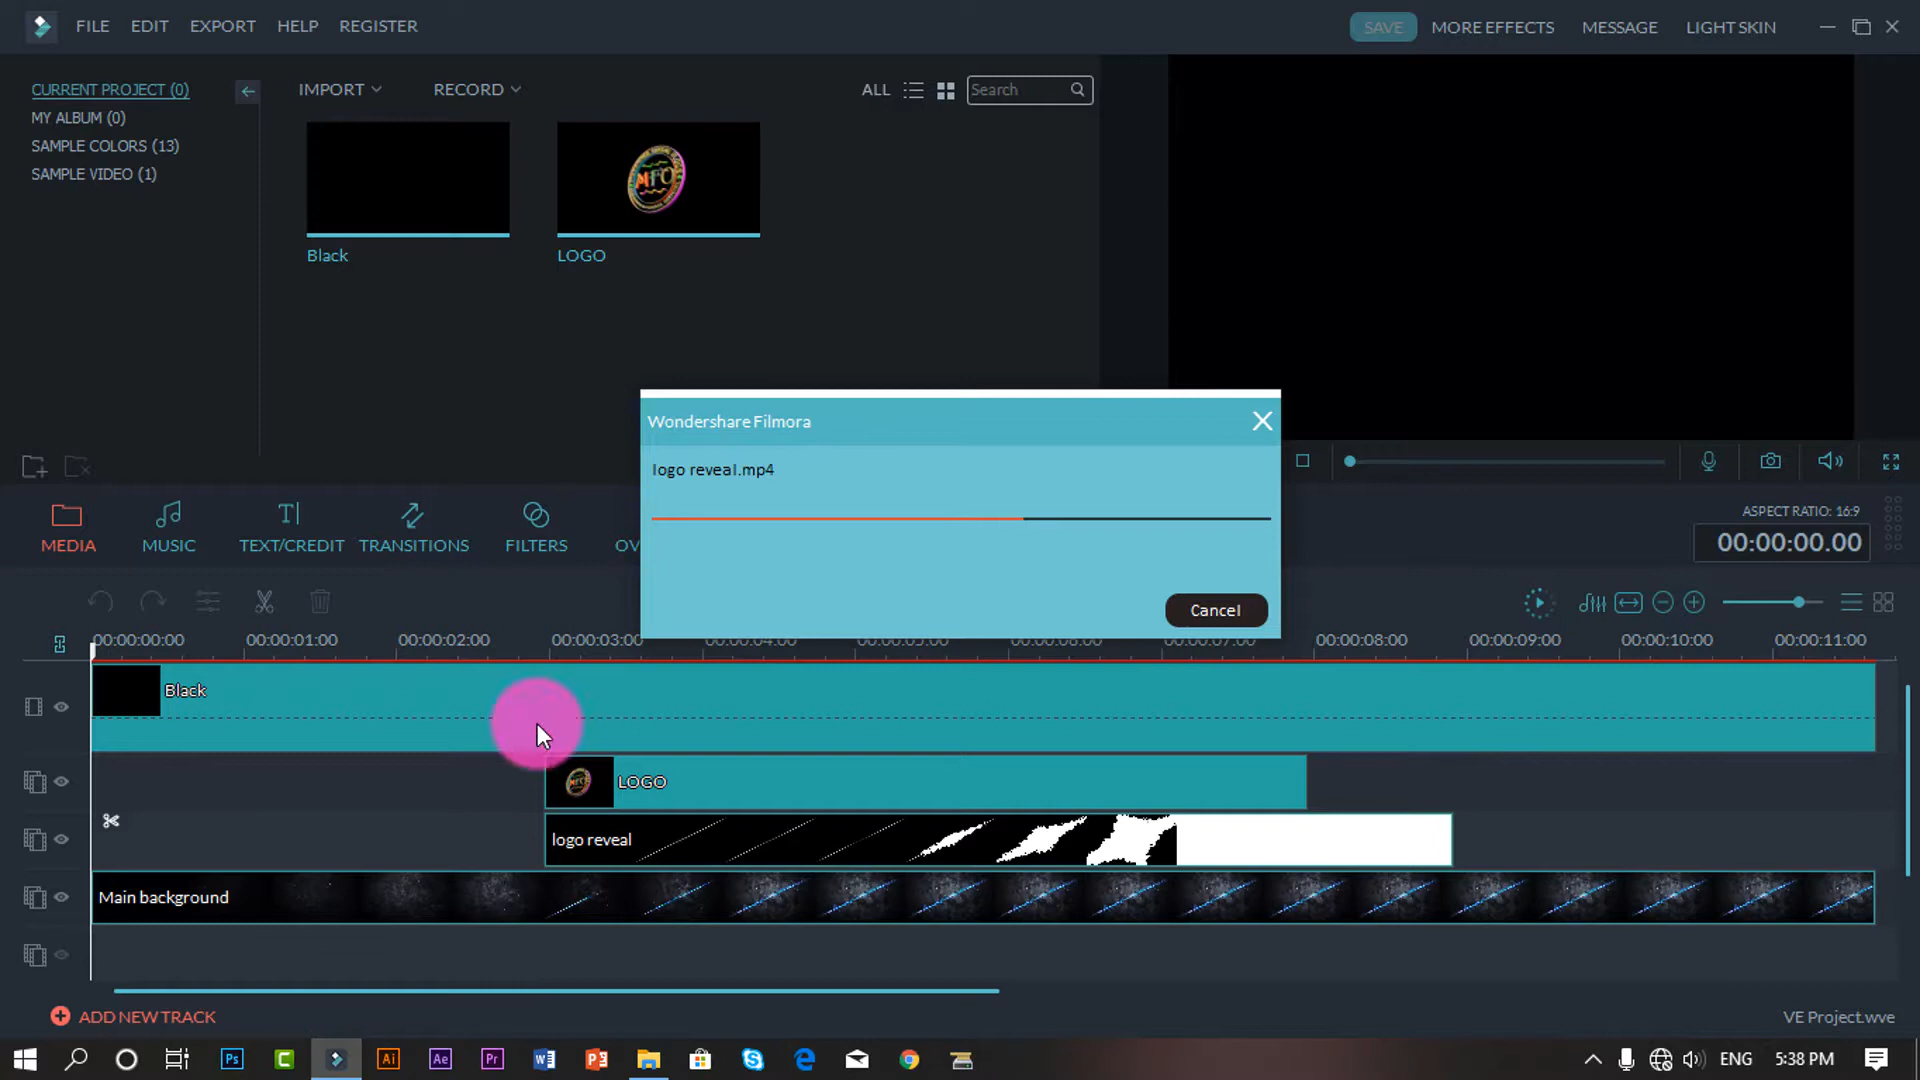 FILE EDIT EXPORT HELP REGISTER SAVE MORE EFFECTS MESSAGE LIGHT SKIN
CURRENT PROJECT (0) IMPORT RECORD ALL Search
MY ALBUM (0)
SAMPLE COLORS (13)
SAMPLE VIDEO (1)
MFO
Black LOGO
Wondershare Filmora
logo reveal.mp4
Cancel
ASPECT RATIO: 16:9
00:00:00.00
MEDIA MUSIC TEXT/CREDIT TRANSITIONS FILTERS OV
00:00:00:00 00:00:01:00 00:00:02:00 00:00:03:00 00:00:04:00 00:00:05:00 00:00:06:00 00:00:07:00 00:00:08:00 00:00:09:00 00:00:10:00 00:00:11:00
Black
LOGO
logo reveal
Main background
ADD NEW TRACK VE Project.wve
Ps C Ai Ae Pr W P ENG 5:38 PM